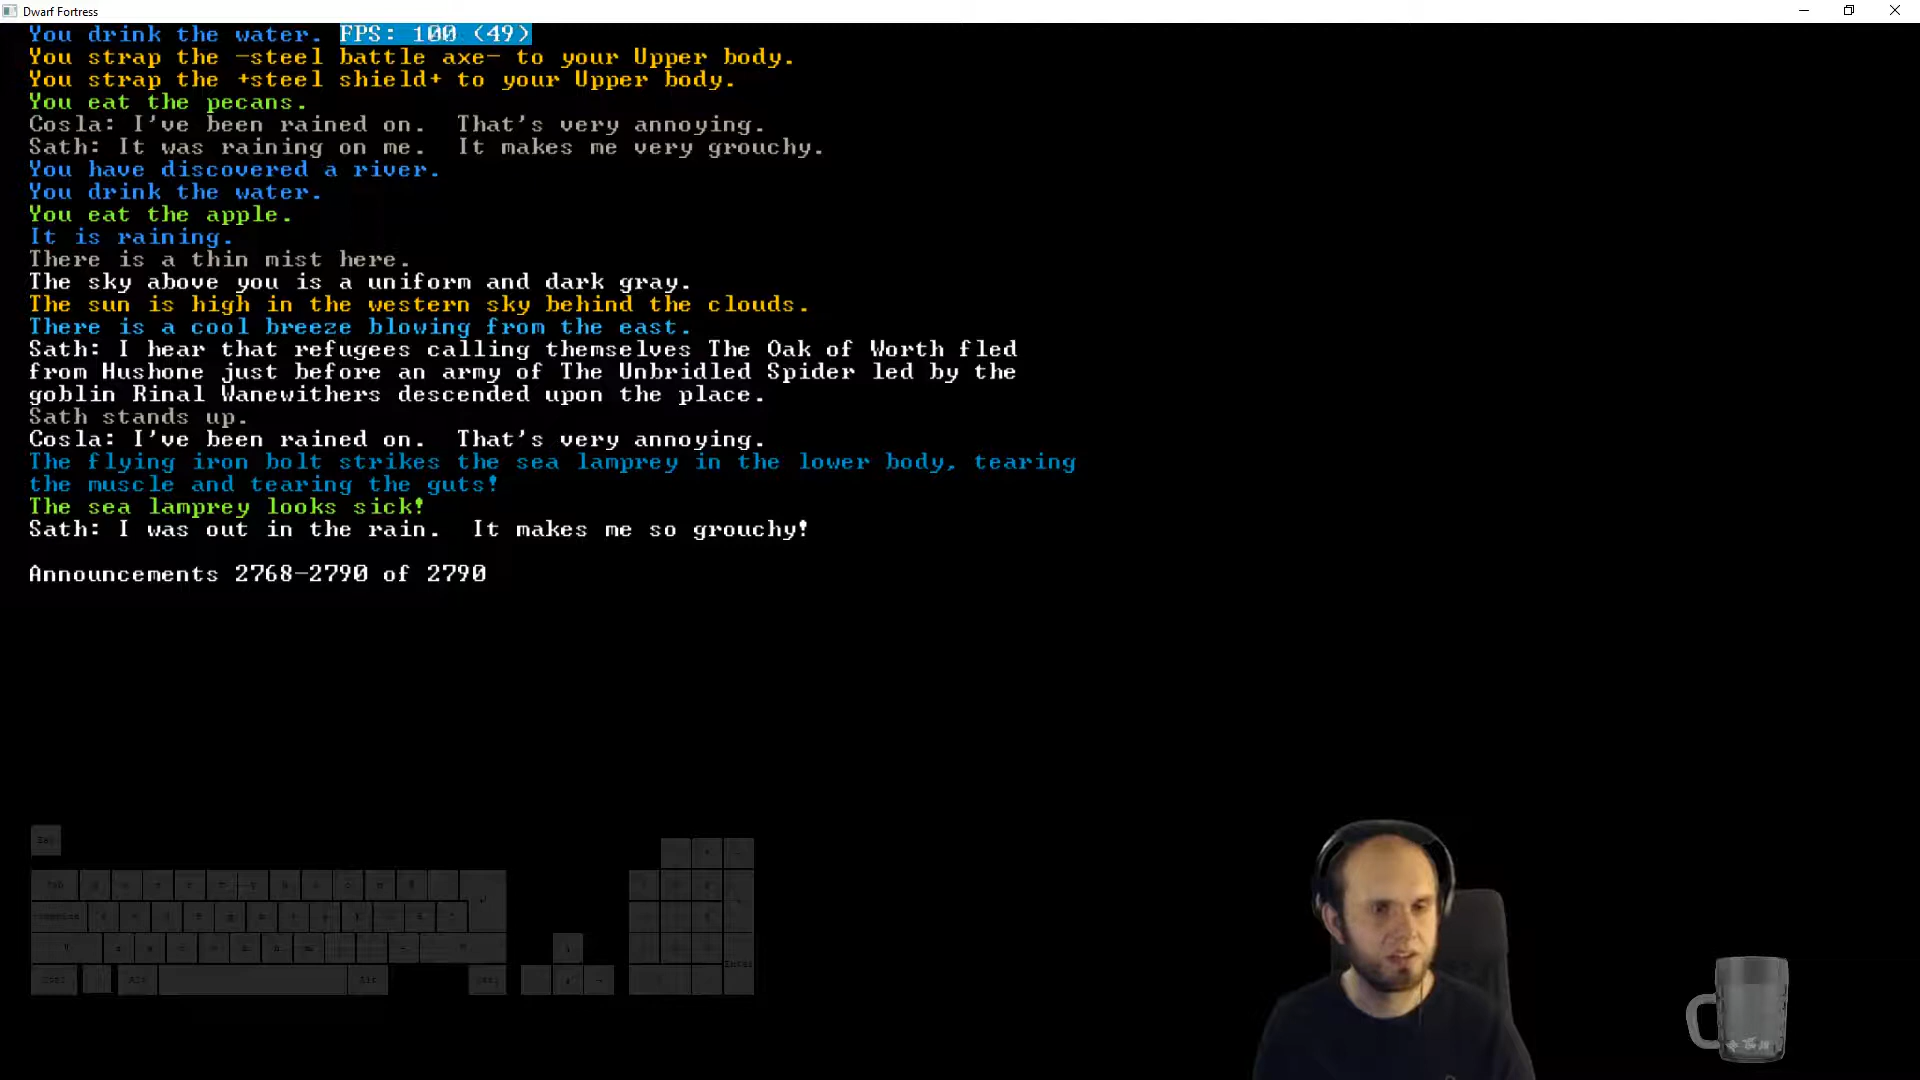 Dwarf Fortress
You drink the water. FPS: 100 (49)
You strap the -steel battle axe- to your Upper body.
You strap the +steel shield+ to your Upper body.
You eat the pecans.
Cosla: I've been rained on.  That's very annoying.
Sath: It was raining on me.  It makes me very grouchy.
You have discovered a river.
You drink the water.
You eat the apple.
It is raining.
There is a thin mist here.
The sky above you is a uniform and dark gray.
The sun is high in the western sky behind the clouds.
There is a cool breeze blowing from the east.
Sath: I hear that refugees calling themselves The Oak of Worth fled
from Hushone just before an army of The Unbridled Spider led by the
goblin Rinal Wanewithers descended upon the place.
Sath stands up.
Cosla: I've been rained on.  That's very annoying.
The flying iron bolt strikes the sea lamprey in the lower body, tearing
the muscle and tearing the guts!
The sea lamprey looks sick!
Sath: I was out in the rain.  It makes me so grouchy!
Announcements 2768-2790 of 2790
Enter